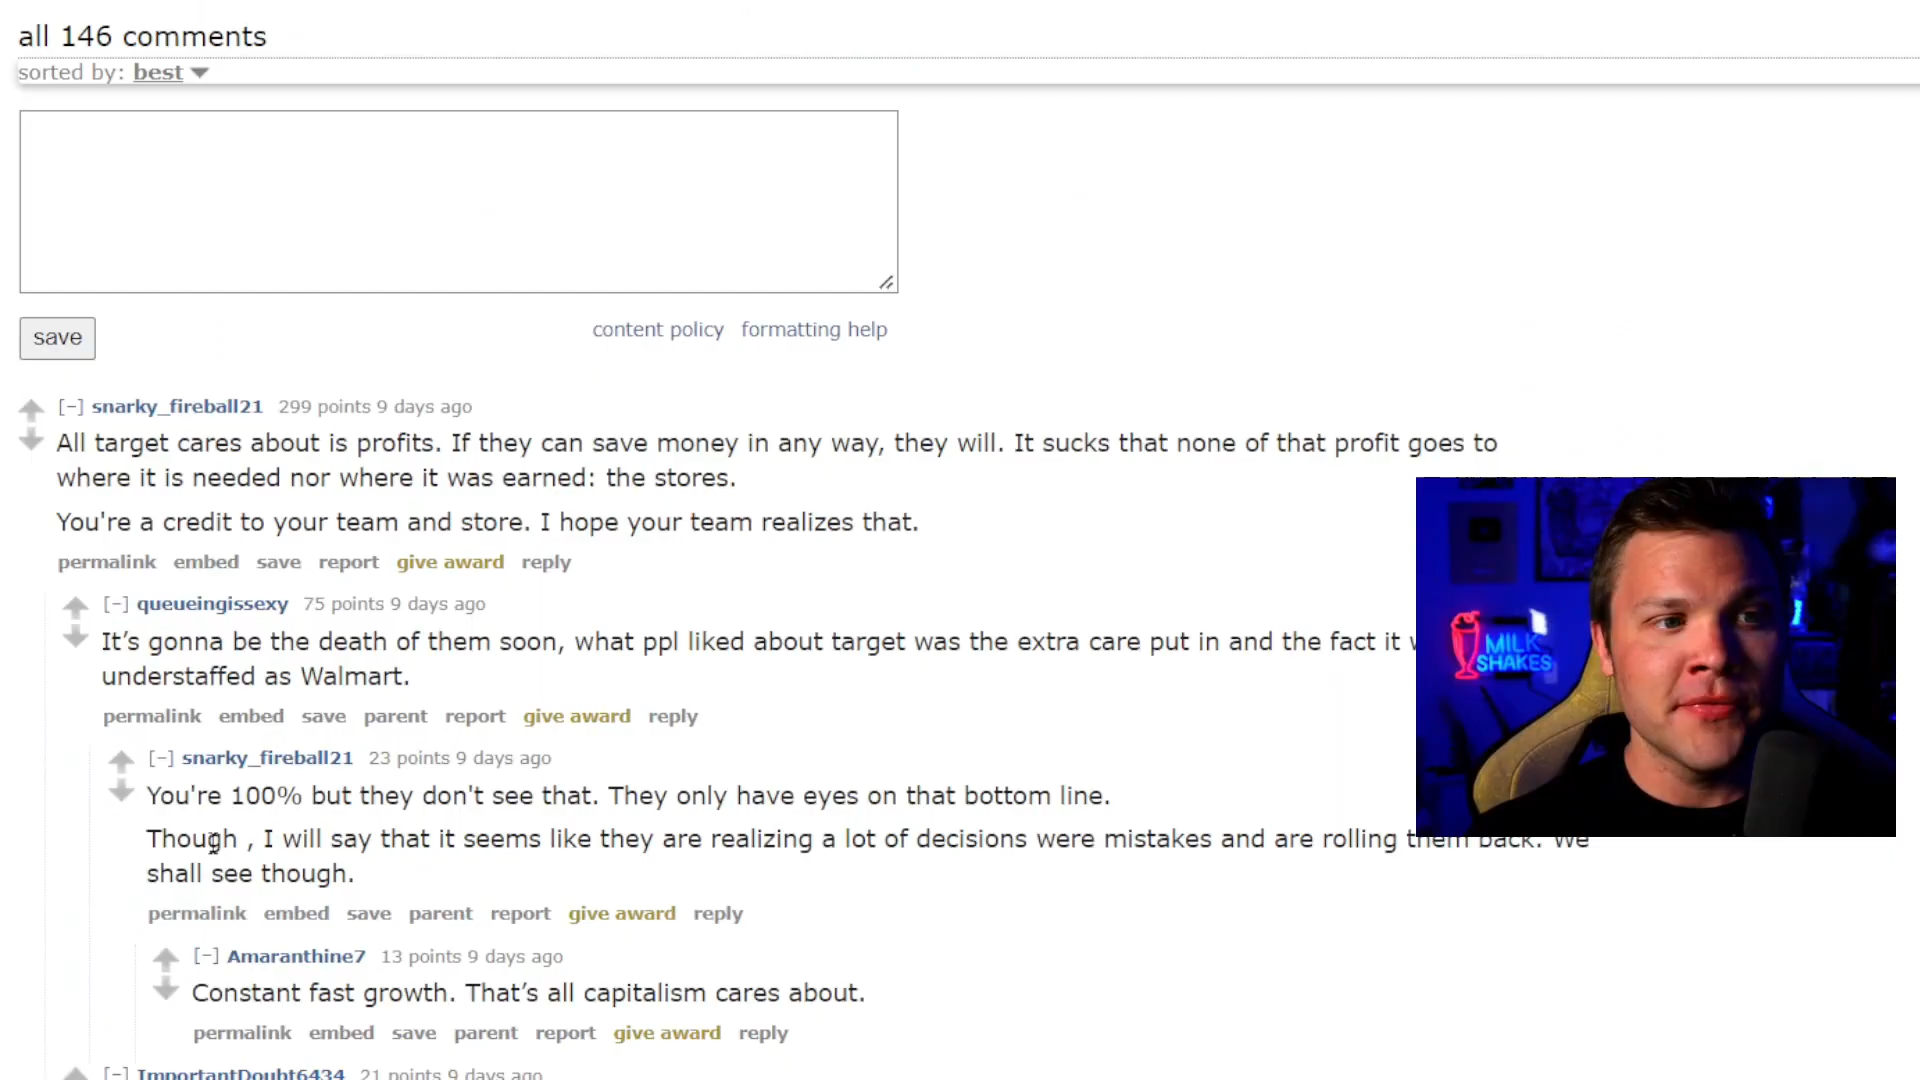 all 146 comments
sorted by: best
save
content policy formatting help
[-] snarky_fireball21 299 points 9 days ago
All target cares about is profits. If they can save money in any way, they will. It sucks that none of that profit goes to
where it is needed nor where it was earned: the stores.
You're a credit to your team and store. I hope your team realizes that.
permalink embed save report give award reply
[-] queueingissexy 75 points 9 days ago
It’s gonna be the death of them soon, what ppl liked about target was the extra care put in and the fact it
understaffed as Walmart.
permalink embed save parent report give award reply
MILK
SHAKES
[-] snarky_fireball21 23 points 9 days ago
You're 100% but they don't see that. They only have eyes on that bottom line.
Though , I will say that it seems like they are realizing a lot of decisions were mistakes and are rolling them back. We
shall see though.
permalink embed save parent report give award reply
[-] Amaranthine7 13 points 9 days ago
Constant fast growth. That’s all capitalism cares about.
permalink embed save parent report give award reply
[-] ImportantDoubt6434 21 points 9 days ago